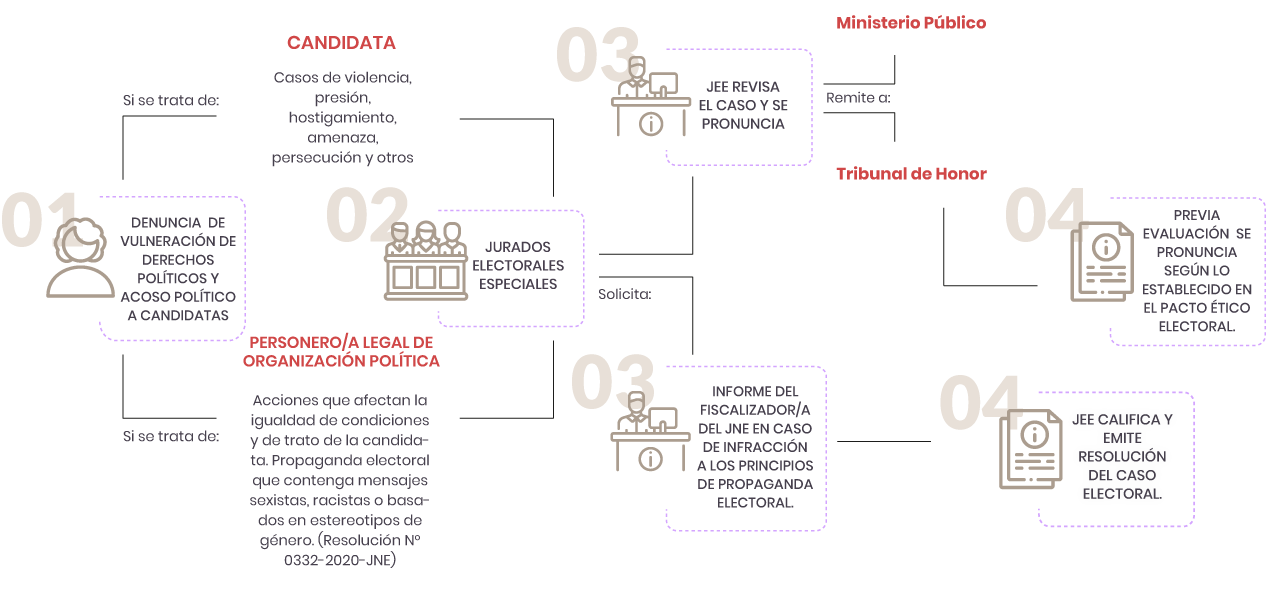 01
DENUNCIA DE
VULNERACIÓN DE
DERECHOS
POLÍTICOS Y
ACOSO POLÍTICO
A CANDIDATAS
Si se trata de:
CANDIDATA
Casos de violencia,
presión,
hostigamiento,
amenaza,
persecución y otros
Si se trata de:
PERSONERO/A LEGAL DE
ORGANIZACIÓN POLÍTICA
Acciones que afectan la
igualdad de condiciones
y de trato de la candida-
ta. Propaganda electoral
que contenga mensajes
sexistas, racistas o basa-
dos en estereotipos de
género. (Resolución N°
0332-2020-JNE)
02
JURADOS
ELECTORALES
ESPECIALES
03
JEE REVISA
EL CASO Y SE
PRONUNCIA
Remite a:
Ministerio Público
Tribunal de Honor
04
PREVIA
EVALUACIÓN SE
PRONUNCIA
SEGÚN LO
ESTABLECIDO EN
EL PACTO ÉTICO
ELECTORAL.
Solicita:
03
INFORME DEL
FISCALIZADOR/A
DEL JNE EN CASO
DE INFRACCIÓN
A LOS PRINCIPIOS
DE PROPAGANDA
ELECTORAL.
04
JEE CALIFICA Y
EMITE
RESOLUCIÓN
DEL CASO
ELECTORAL.